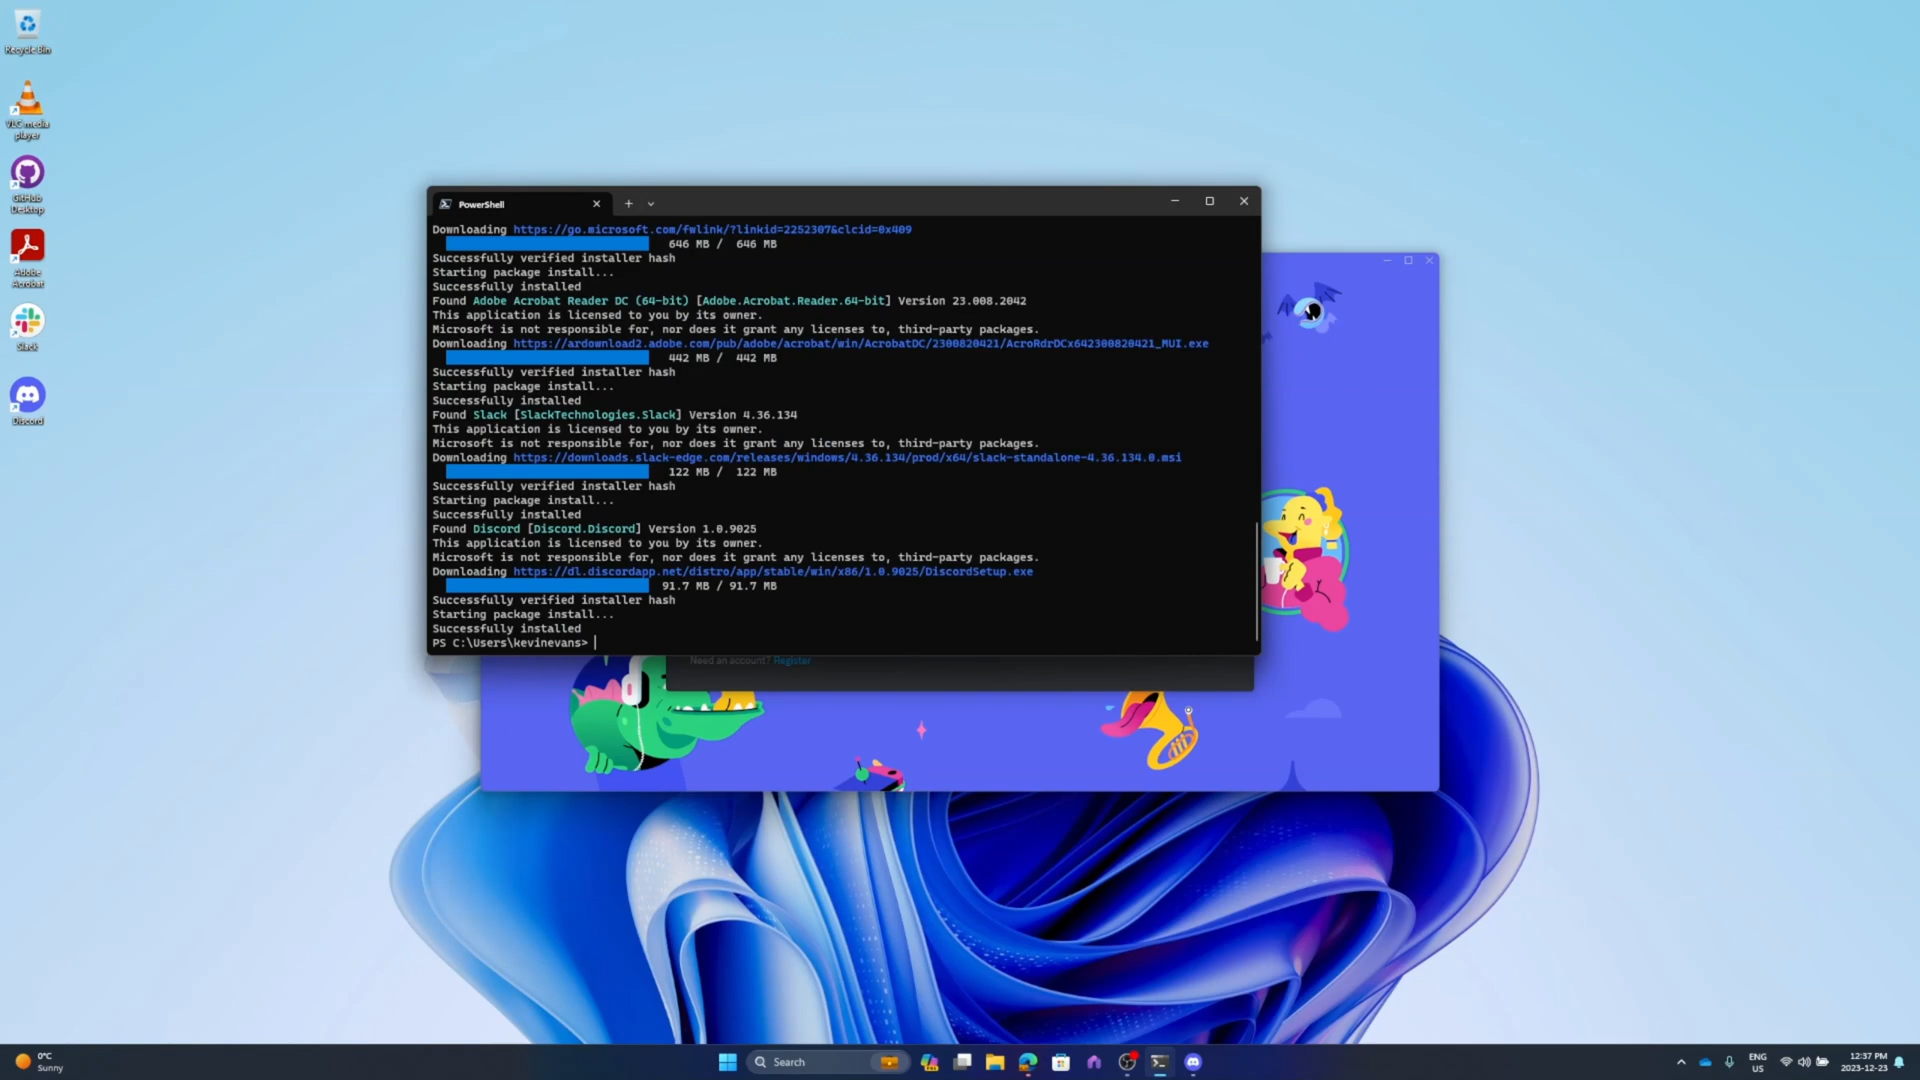 Recycle Bin
VLC media
player
GitHub
Desktop
Adobe
Acrobat
Slack
Discord
PowerShell
Downloading https://go.microsoft.com/fwlink/?linkid=2252307&clcid=0x409
646 MB / 646 MB
Successfully verified installer hash
Starting package install...
Successfully installed
Found Adobe Acrobat Reader DC (64-bit) [Adobe.Acrobat.Reader.64-bit] Version 23.008.2042
This application is licensed to you by its owner.
Microsoft is not responsible for, nor does it grant any licenses to, third-party packages.
Downloading https://ardownload2.adobe.com/pub/adobe/acrobat/win/AcrobatDC/2300820421/AcroRdrDCx642300820421_MUI.exe
442 MB / 442 MB
Successfully verified installer hash
Starting package install...
Successfully installed
Found Slack [SlackTechnologies.Slack] Version 4.36.134
This application is licensed to you by its owner.
Microsoft is not responsible for, nor does it grant any licenses to, third-party packages.
Downloading https://downloads.slack-edge.com/releases/windows/4.36.134/prod/x64/slack-standalone-4.36.134.0.msi
122 MB / 122 MB
Successfully verified installer hash
Starting package install...
Successfully installed
Found Discord [Discord.Discord] Version 1.0.9025
This application is licensed to you by its owner.
Microsoft is not responsible for, nor does it grant any licenses to, third-party packages.
Downloading https://dl.discordapp.net/distro/app/stable/win/x86/1.0.9025/DiscordSetup.exe
91.7 MB / 91.7 MB
Successfully verified installer hash
Starting package install...
Successfully installed
PS C:\Users\kevinevans>
Need an account? Register
0°C
Sunny
Search
ENG
US
12:37 PM
2023-12-23